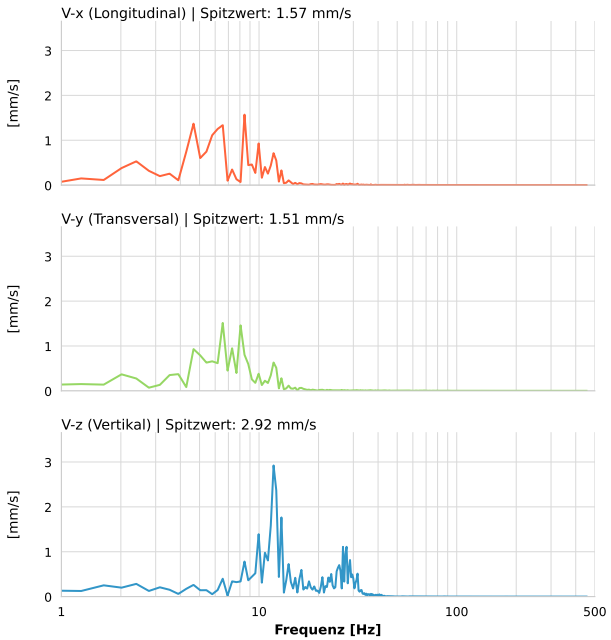 V-x (Longitudinal) | Spitzwert: 1.57 mm/s
3
2
1
0
[mm/s]
V-y (Transversal) | Spitzwert: 1.51 mm/s
3
2
1
0
[mm/s]
V-z (Vertikal) | Spitzwert: 2.92 mm/s
3
2
1
0
[mm/s]
1 10 100 500
Frequenz [Hz]